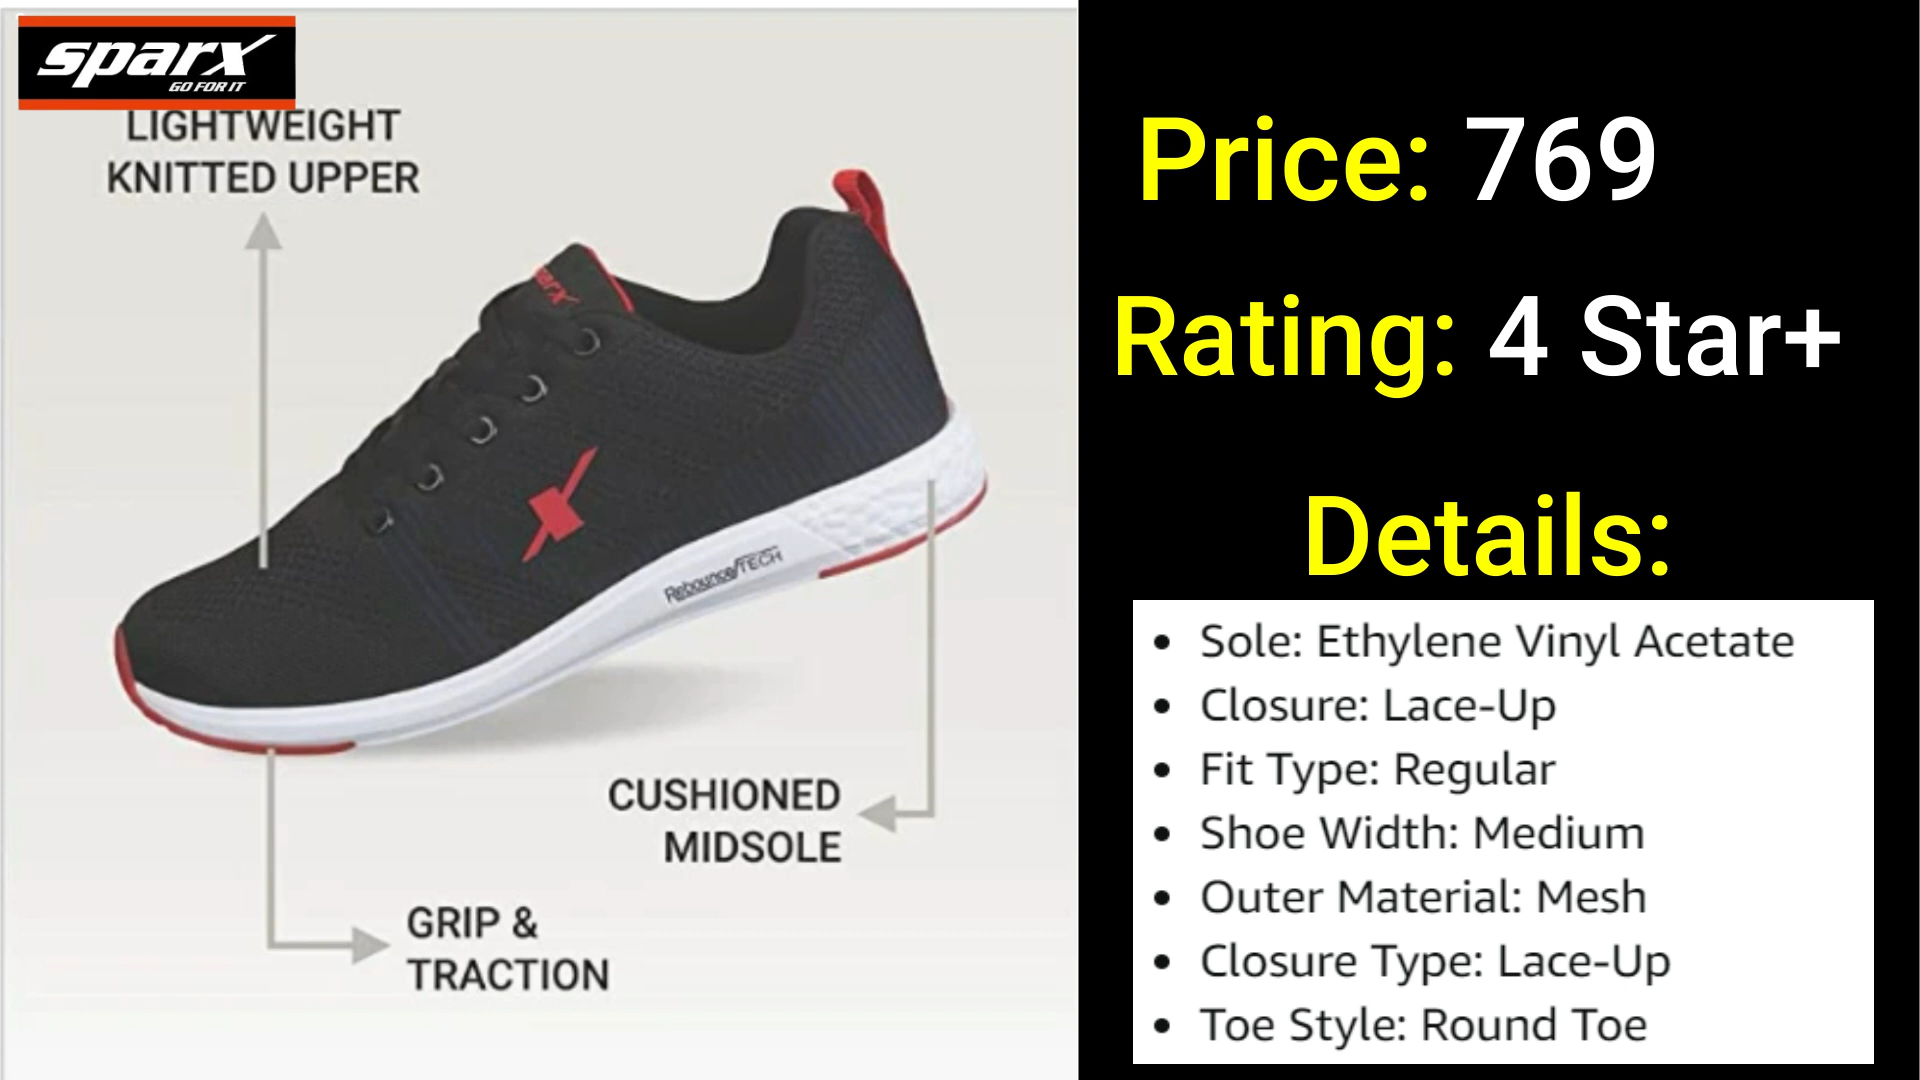 sparx
GO FOR IT
LIGHTWEIGHT
KNITTED UPPER
arx
RebounceTECH
CUSHIONED
MIDSOLE
GRIP &
TRACTION
Price: 769
Rating: 4 Star+
Details:
• Sole: Ethylene Vinyl Acetate
• Closure: Lace-Up
• Fit Type: Regular
• Shoe Width: Medium
• Outer Material: Mesh
• Closure Type: Lace-Up
• Toe Style: Round Toe